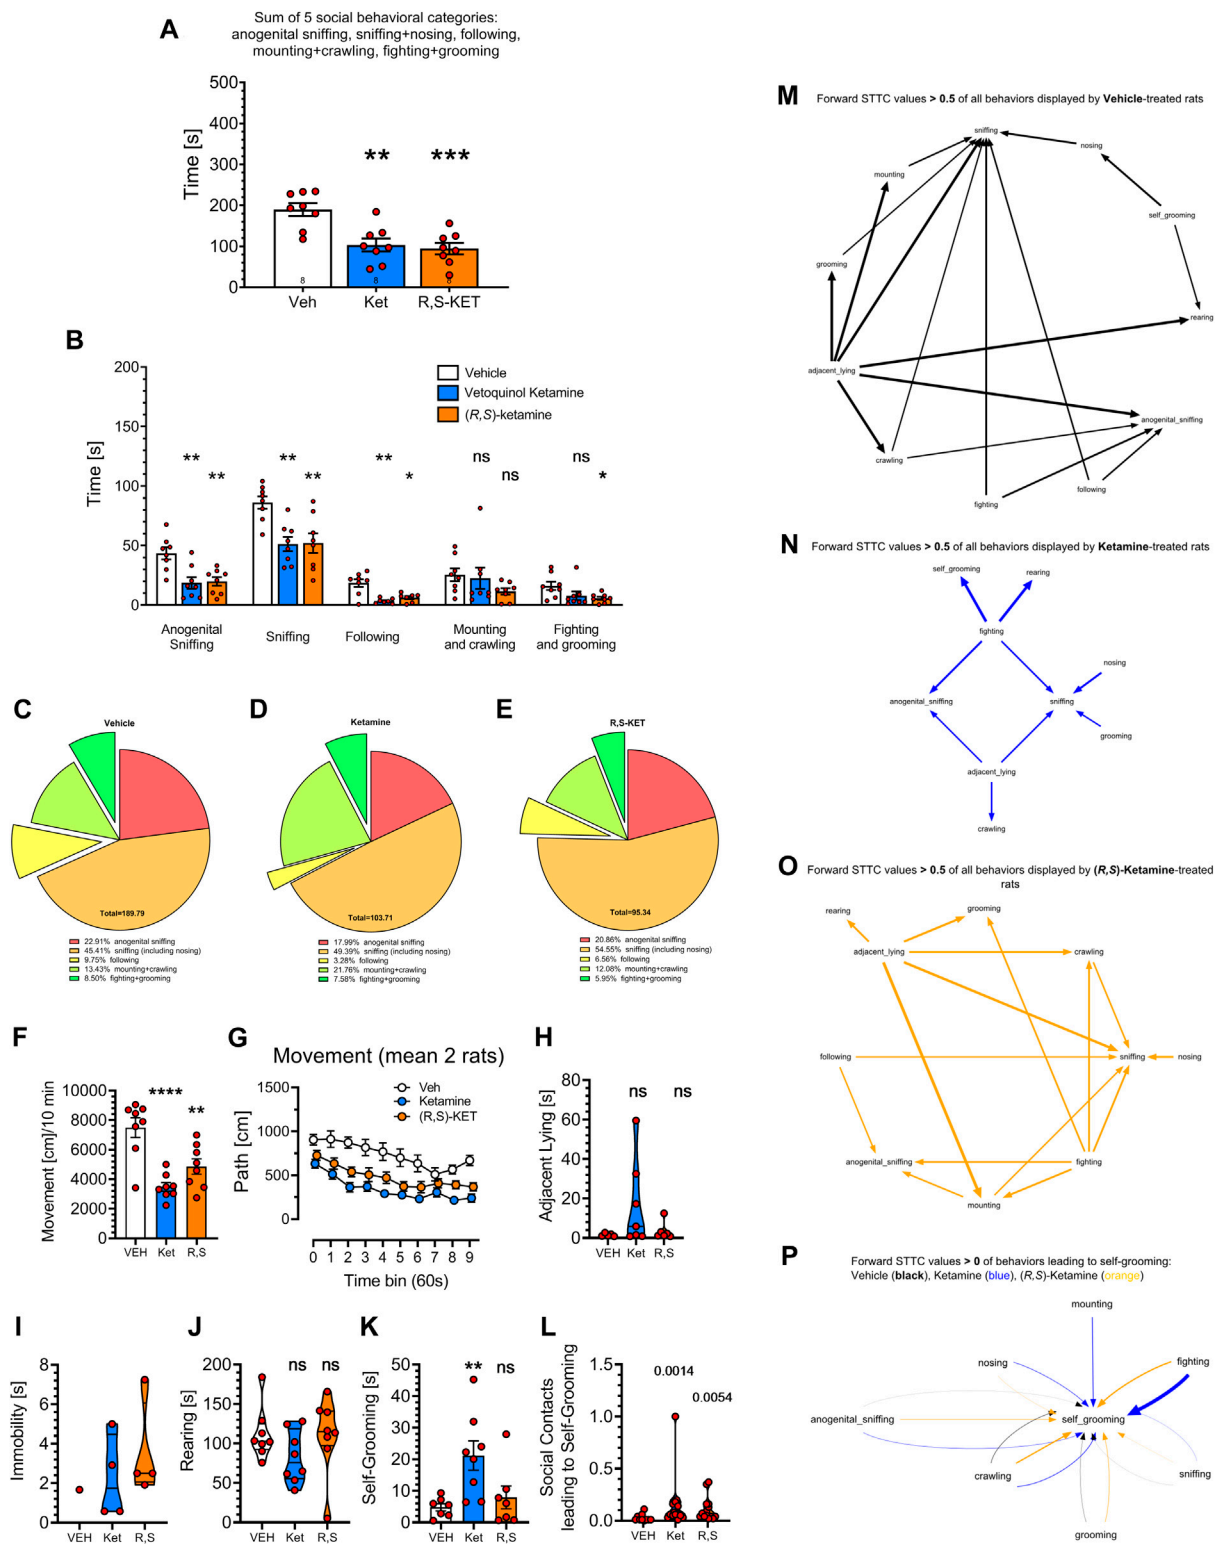 A
Sum of 5 social behavioral categories:
anogenital sniffing, sniffing+nosing, following,
mounting+crawling, fighting+grooming
Time [s]
500
400
300
200
100
0
**
***
8
8
8
Veh
Ket
R,S-KET
B
Time [s]
200
150
100
50
0
Vehicle
Vetoquinol Ketamine
(R,S)-ketamine
**
**
**
**
**
*
ns
ns
ns
*
Anogenital
Sniffing
Sniffing
Following
Mounting
and crawling
Fighting
and grooming
C
Vehicle
Total=189.79
22.91% anogenital sniffing
45.41% sniffing (including nosing)
9.75% following
13.43% mounting+crawling
8.50% fighting+grooming
D
Ketamine
Total=103.71
17.99% anogenital sniffing
49.39% sniffing (including nosing)
3.28% following
21.76% mounting+crawling
7.58% fighting+grooming
E
R,S-KET
Total=95.34
20.86% anogenital sniffing
54.55% sniffing (including nosing)
6.56% following
12.08% mounting+crawling
5.95% fighting+grooming
F
Movement [cm]/10 min
10000
8000
6000
4000
2000
0
****
**
VEH
Ket
R,S
G
Movement (mean 2 rats)
Path [cm]
1500
1000
500
0
Veh
Ketamine
(R,S)-KET
0 1 2 3 4 5 6 7 8 9
Time bin (60s)
H
Adjacent Lying [s]
80
60
40
20
0
ns
ns
VEH
Ket
R,S
I
Immobility [s]
8
6
4
2
0
VEH
Ket
R,S
J
Rearing [s]
200
150
100
50
0
ns
ns
VEH
Ket
R,S
K
Self-Grooming [s]
50
40
30
20
10
0
**
ns
VEH
Ket
R,S
L
Social Contacts
leading to Self-Grooming
1.5
1.0
0.5
0.0
0.0014
0.0054
VEH
Ket
R,S
M
Forward STTC values > 0.5 of all behaviors displayed by Vehicle-treated rats
sniffing
nosing
mounting
self_grooming
grooming
rearing
adjacent_lying
anogenital_sniffing
crawling
following
fighting
N
Forward STTC values > 0.5 of all behaviors displayed by Ketamine-treated rats
self_grooming
rearing
fighting
nosing
anogenital_sniffing
sniffing
grooming
adjacent_lying
crawling
O
Forward STTC values > 0.5 of all behaviors displayed by (R,S)-Ketamine-treated
rats
rearing
grooming
adjacent_lying
crawling
following
sniffing
nosing
anogenital_sniffing
fighting
mounting
P
Forward STTC values > 0 of behaviors leading to self-grooming:
Vehicle (black), Ketamine (blue), (R,S)-Ketamine (orange)
mounting
nosing
fighting
anogenital_sniffing
self_grooming
crawling
sniffing
grooming